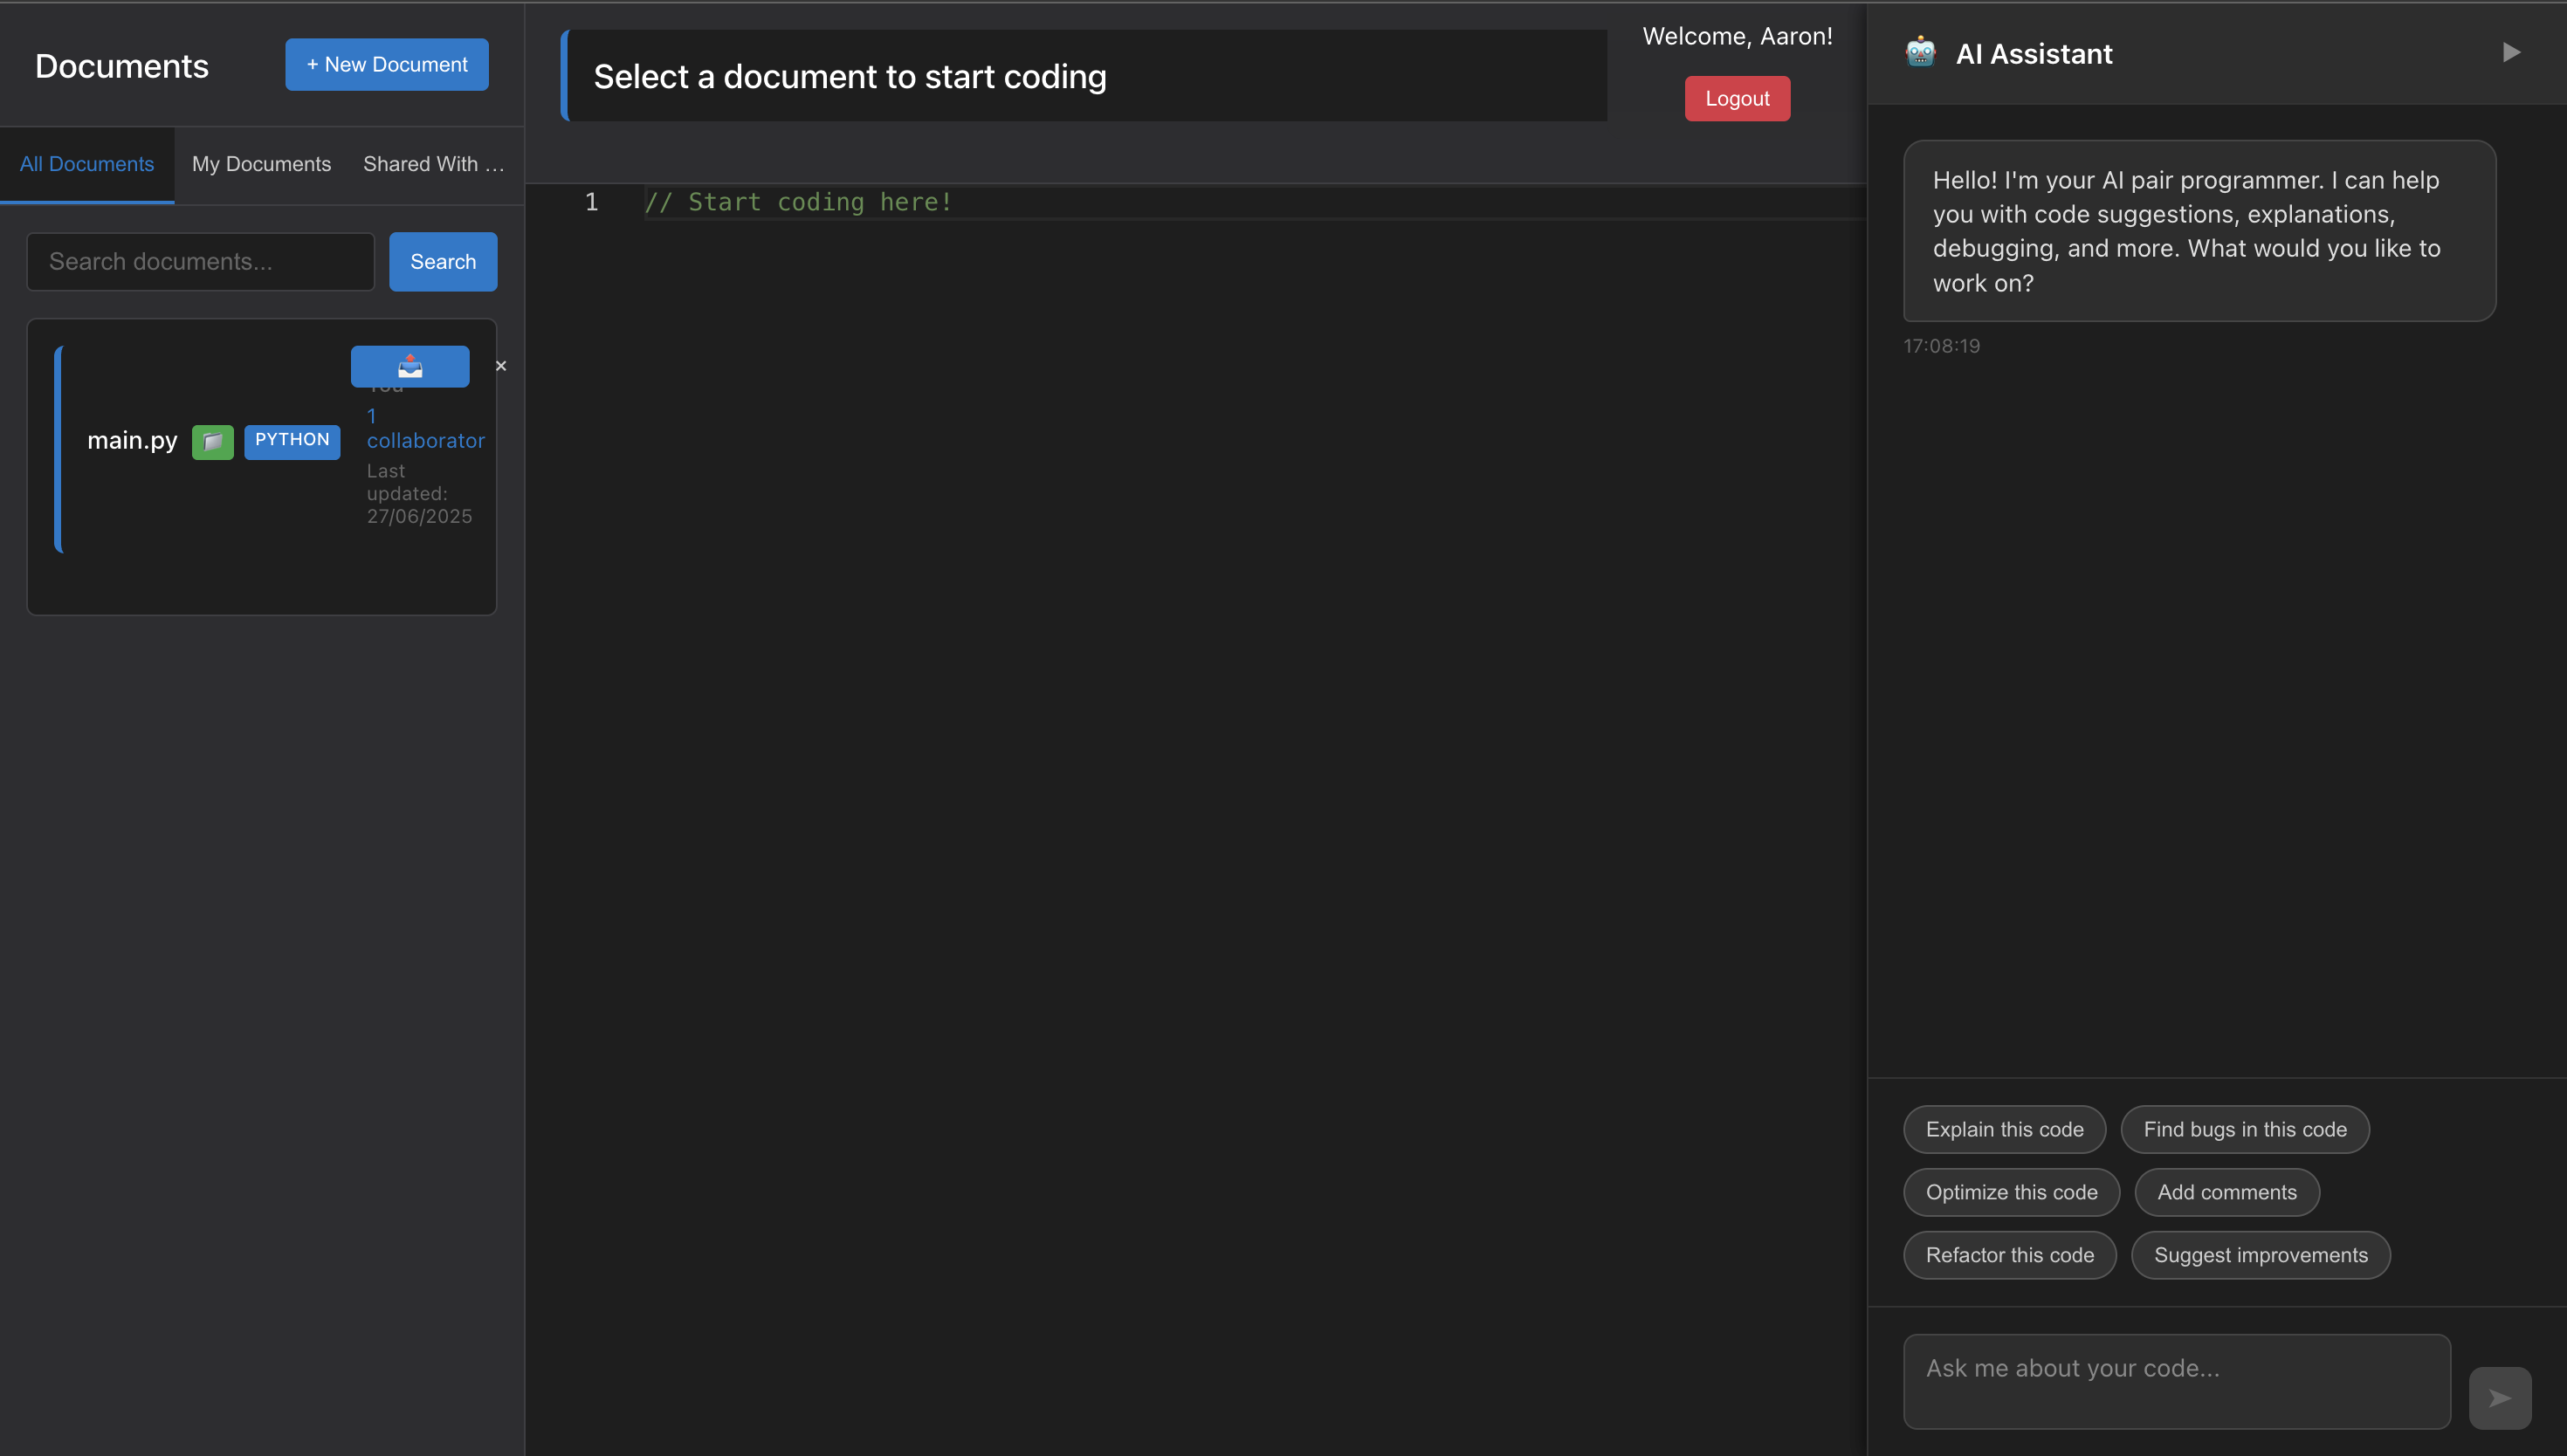 Documents
+ New Document
All Documents
My Documents
Shared With ...
Search documents...
Search
×
main.py
PYTHON
1
collaborator
Last
updated:
27/06/2025
Select a document to start coding
Welcome, Aaron!
Logout
1
// Start coding here!
AI Assistant
Hello! I'm your AI pair programmer. I can help
you with code suggestions, explanations,
debugging, and more. What would you like to
work on?
17:08:19
Explain this code
Find bugs in this code
Optimize this code
Add comments
Refactor this code
Suggest improvements
Ask me about your code...